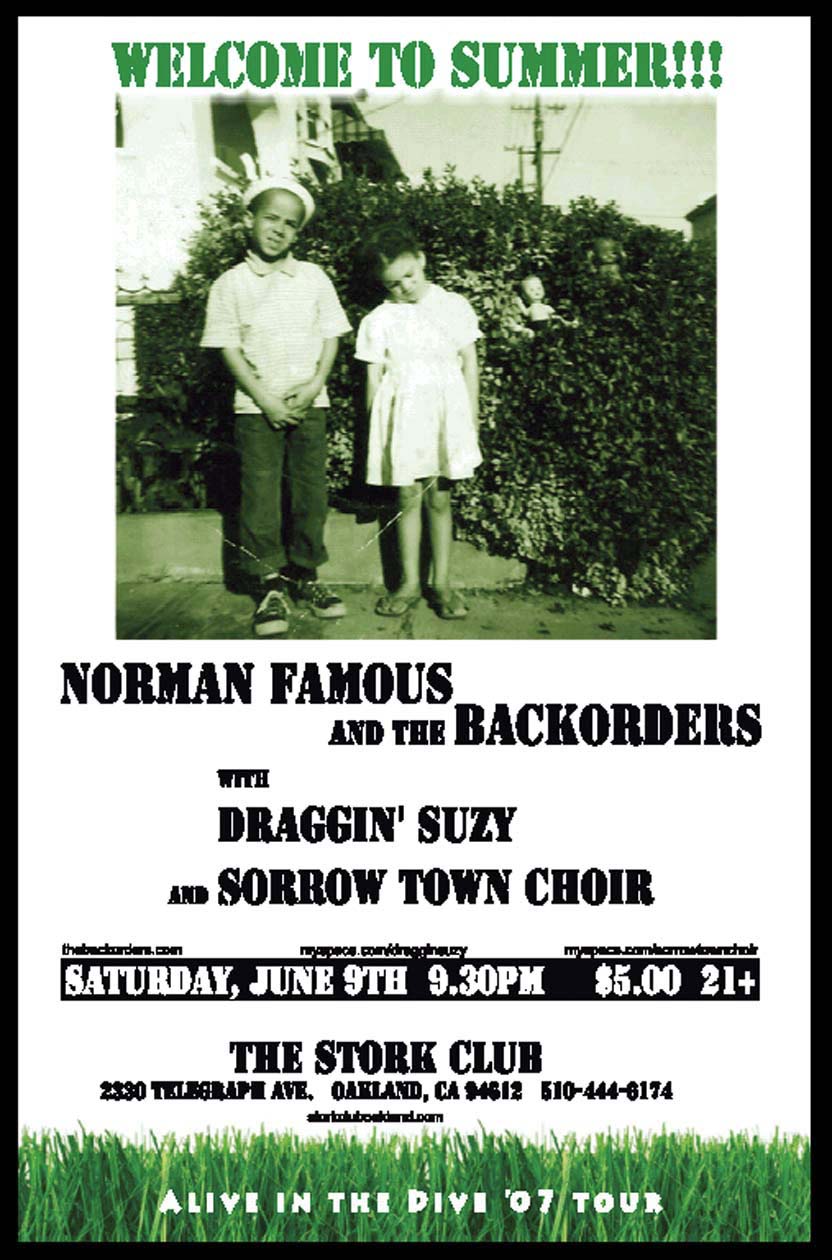 WELCOME TO SUMMER!!!
NORMAN FAMOUS
AND THE BACKORDERS
WITH
DRAGGIN' SUZY
AND SORROW TOWN CHOIR
thebackorders.com myspace.com/dragginsuzy myspace.com/sorrowtownchoir
SATURDAY, JUNE 9TH 9.30PM $5.00 21+
THE STORK CLUB
2330 TELEGRAPH AVE. OAKLAND, CA 94612 510-444-6174
storkcluboakland.com
ALIVE IN THE DIVE '07 TOUR